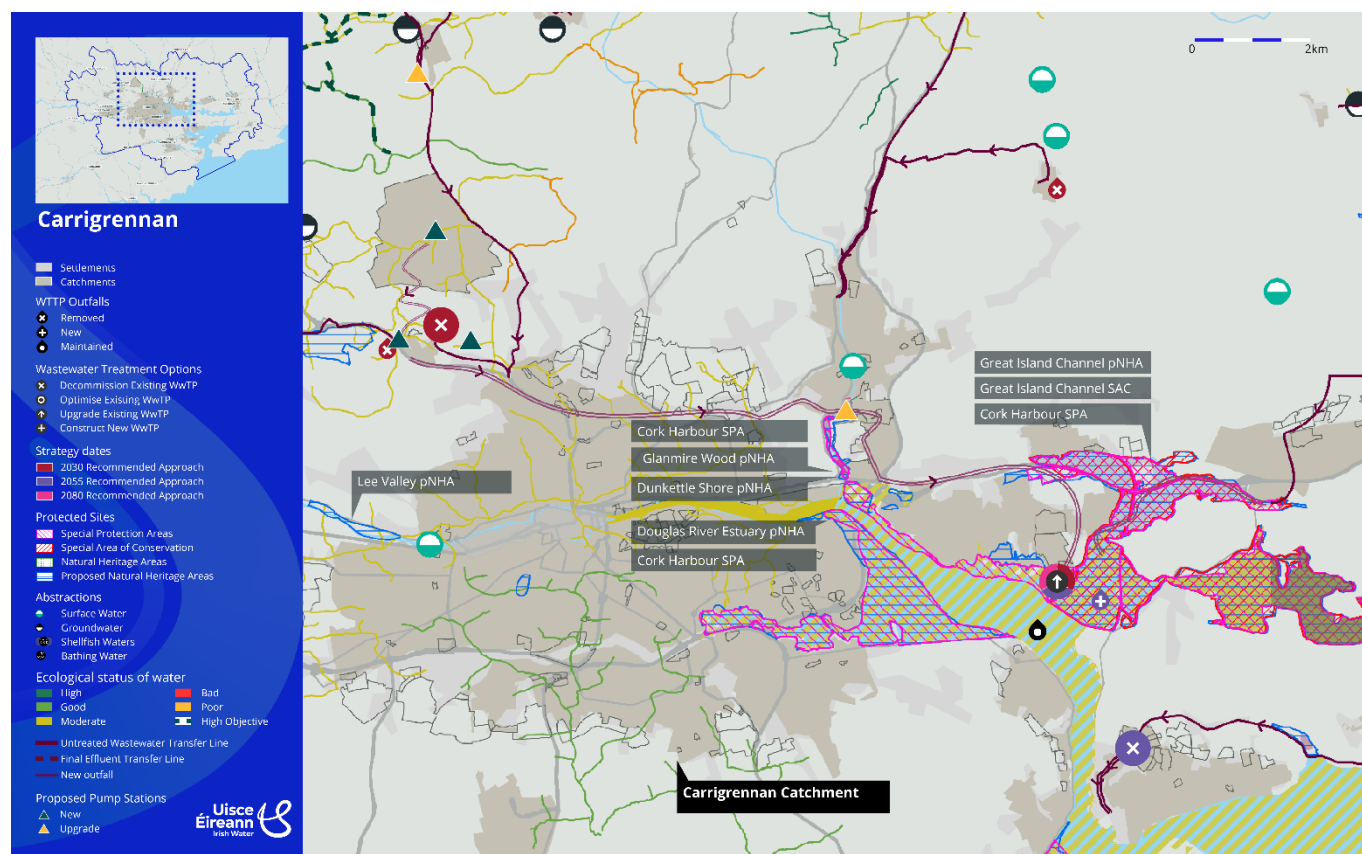 Carrigrennan
Settlements
Catchments
WTTP Outfalls
Removed
New
Maintained
Wastewater Treatment Options
Decommission Existing WwTP
Optimise Exisung WwTP
Upgrade Existing WwTP
Construct New WwTP
Strategy dates
2030 Recommended Approach
2055 Recommended Approach
2080 Recommended Approach
Protected Sites
Special Protection Areas
Special Area of Conservation
Natural Heritage Areas
Proposed Natural Heritage Areas
Abstractions
Surface Water
Groundwater
Shellfish Waters
Bathing Water
Ecological status of water
High
Bad
Good
Poor
Moderate
High Objective
Untreated Wastewater Transfer Line
Final Effluent Transfer Line
New outfall
Proposed Pump Stations
New
Upgrade
Uisce
Éireann
Irish Water
0 2km
Great Island Channel pNHA
Great Island Channel SAC
Cork Harbour SPA
Cork Harbour SPA
Glanmire Wood pNHA
Dunkettle Shore pNHA
Lee Valley pNHA
Douglas River Estuary pNHA
Cork Harbour SPA
Carrigrennan Catchment